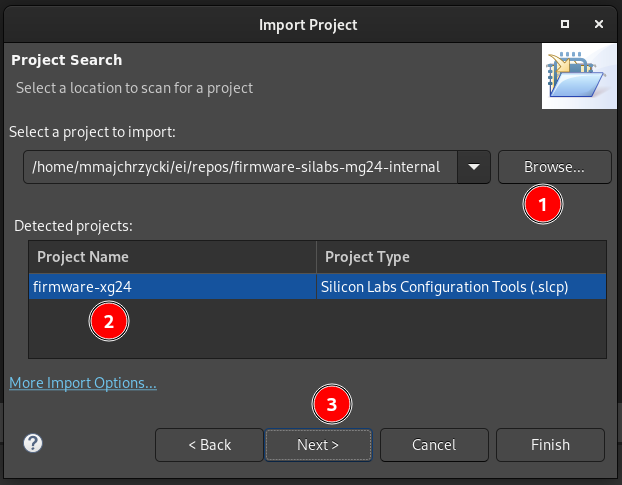 Import Project
Project Search
Select a location to scan for a project
Select a project to import:
/home/mmajchrzycki/ei/repos/firmware-silabs-mg24-internal
Browse...
1
Detected projects:
Project Name Project Type
firmware-xg24 Silicon Labs Configuration Tools (.slcp)
2
More Import Options...
3
? < Back Next > Cancel Finish